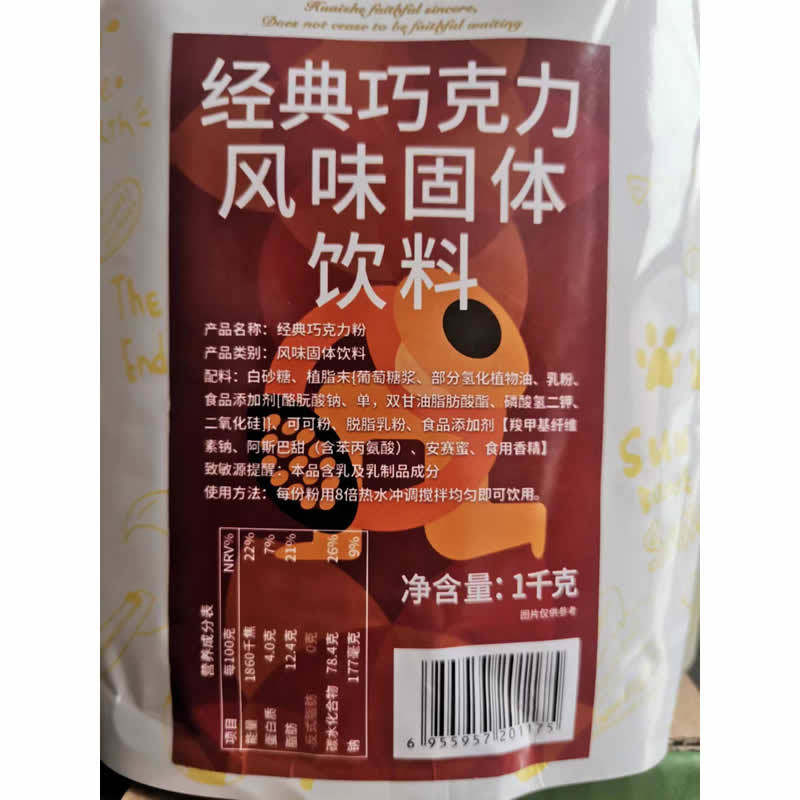 Huaishe faithful sincere,
Does not cease to be faithful waiting
经典巧克力
风味固体
饮料
产品名称：经典巧克力粉
产品类别：风味固体饮料
配料：白砂糖、植脂末{葡萄糖浆、部分氢化植物油、乳粉、
食品添加剂[酪朊酸钠、单，双甘油脂肪酸酯、磷酸氢二钾、
二氧化硅]}、可可粉、脱脂乳粉、食品添加剂【羧甲基纤维
素钠、阿斯巴甜（含苯丙氨酸）、安赛蜜、食用香精】
致敏源提醒：本品含乳及乳制品成分
使用方法：每份粉用8倍热水冲调搅拌均匀即可饮用。
营养成分表
项目 每100克 NRV%
能量 1860千焦 22%
蛋白质 4.0克 7%
脂肪 12.4克 21%
反式脂肪 0克
碳水化合物 78.4克 26%
钠 177毫克 9%
净含量：1千克
图片仅供参考
6 955957 201175
The
End